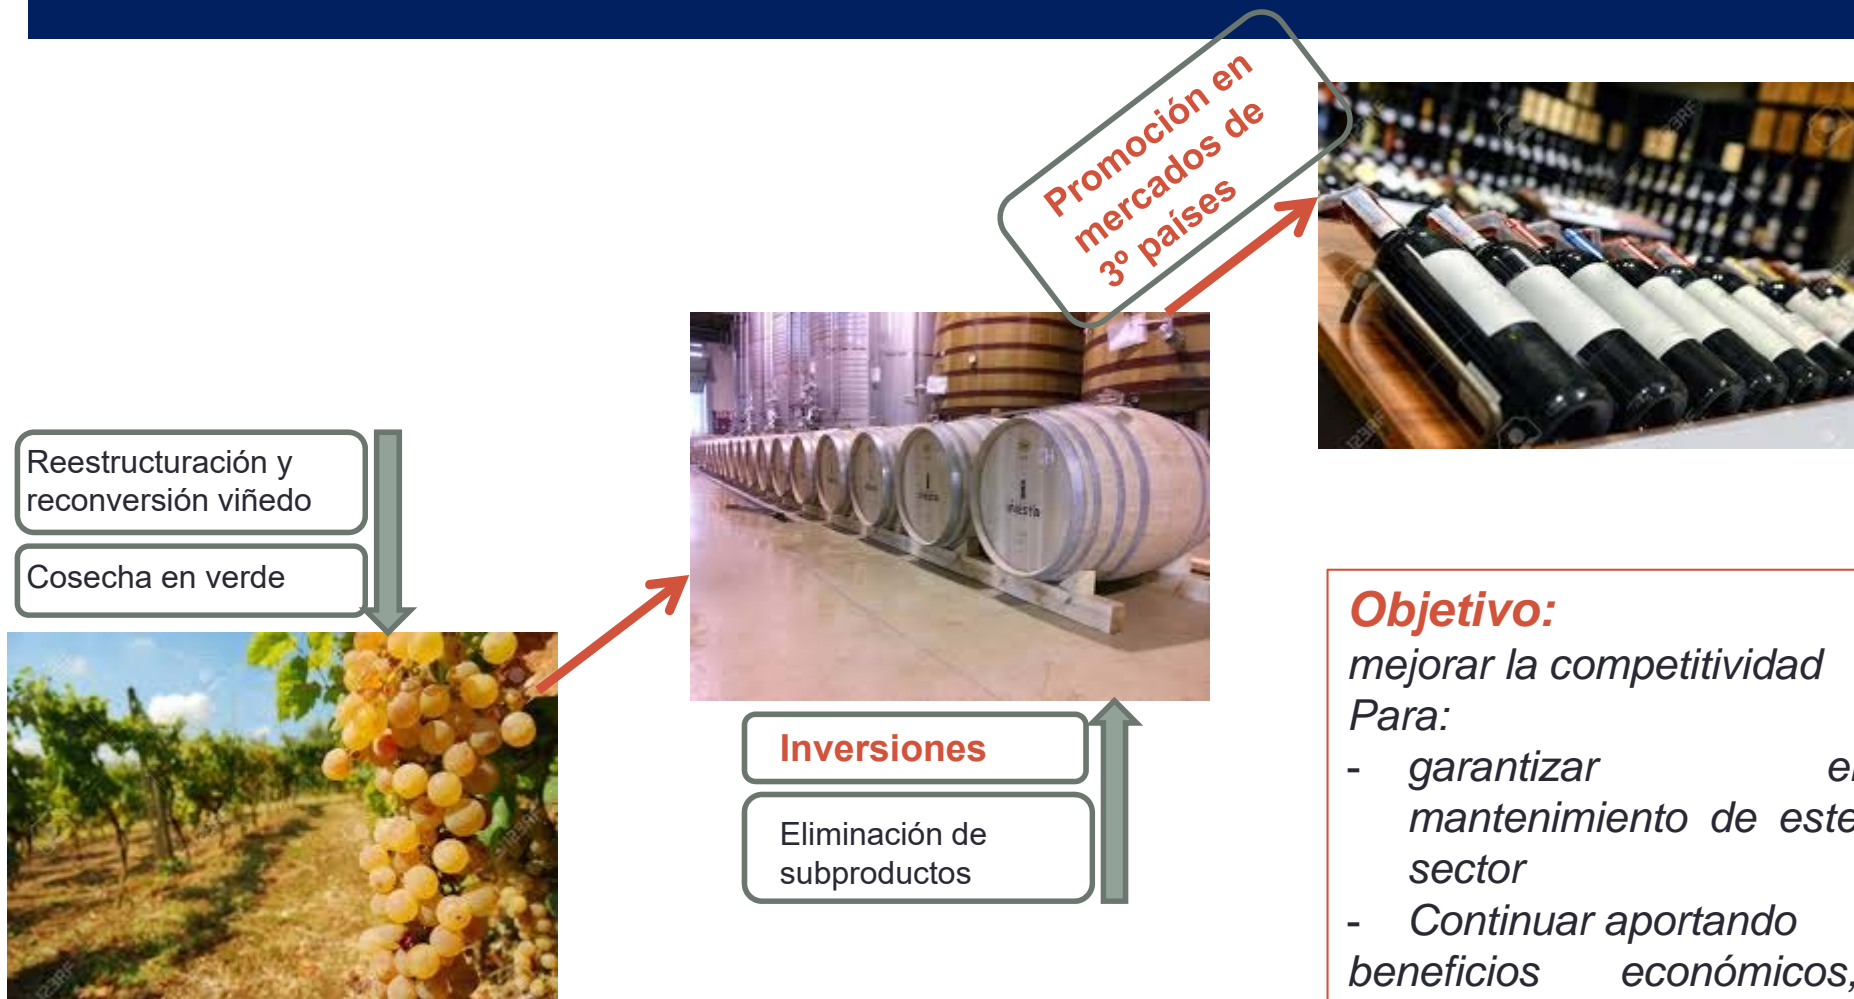 Promoción en
mercados de
3º países
Reestructuración y
reconversión viñedo
Cosecha en verde
Inversiones
Eliminación de
subproductos
Objetivo:
mejorar la competitividad
Para:
- garantizar el
mantenimiento de este
sector
- Continuar aportando
beneficios económicos,